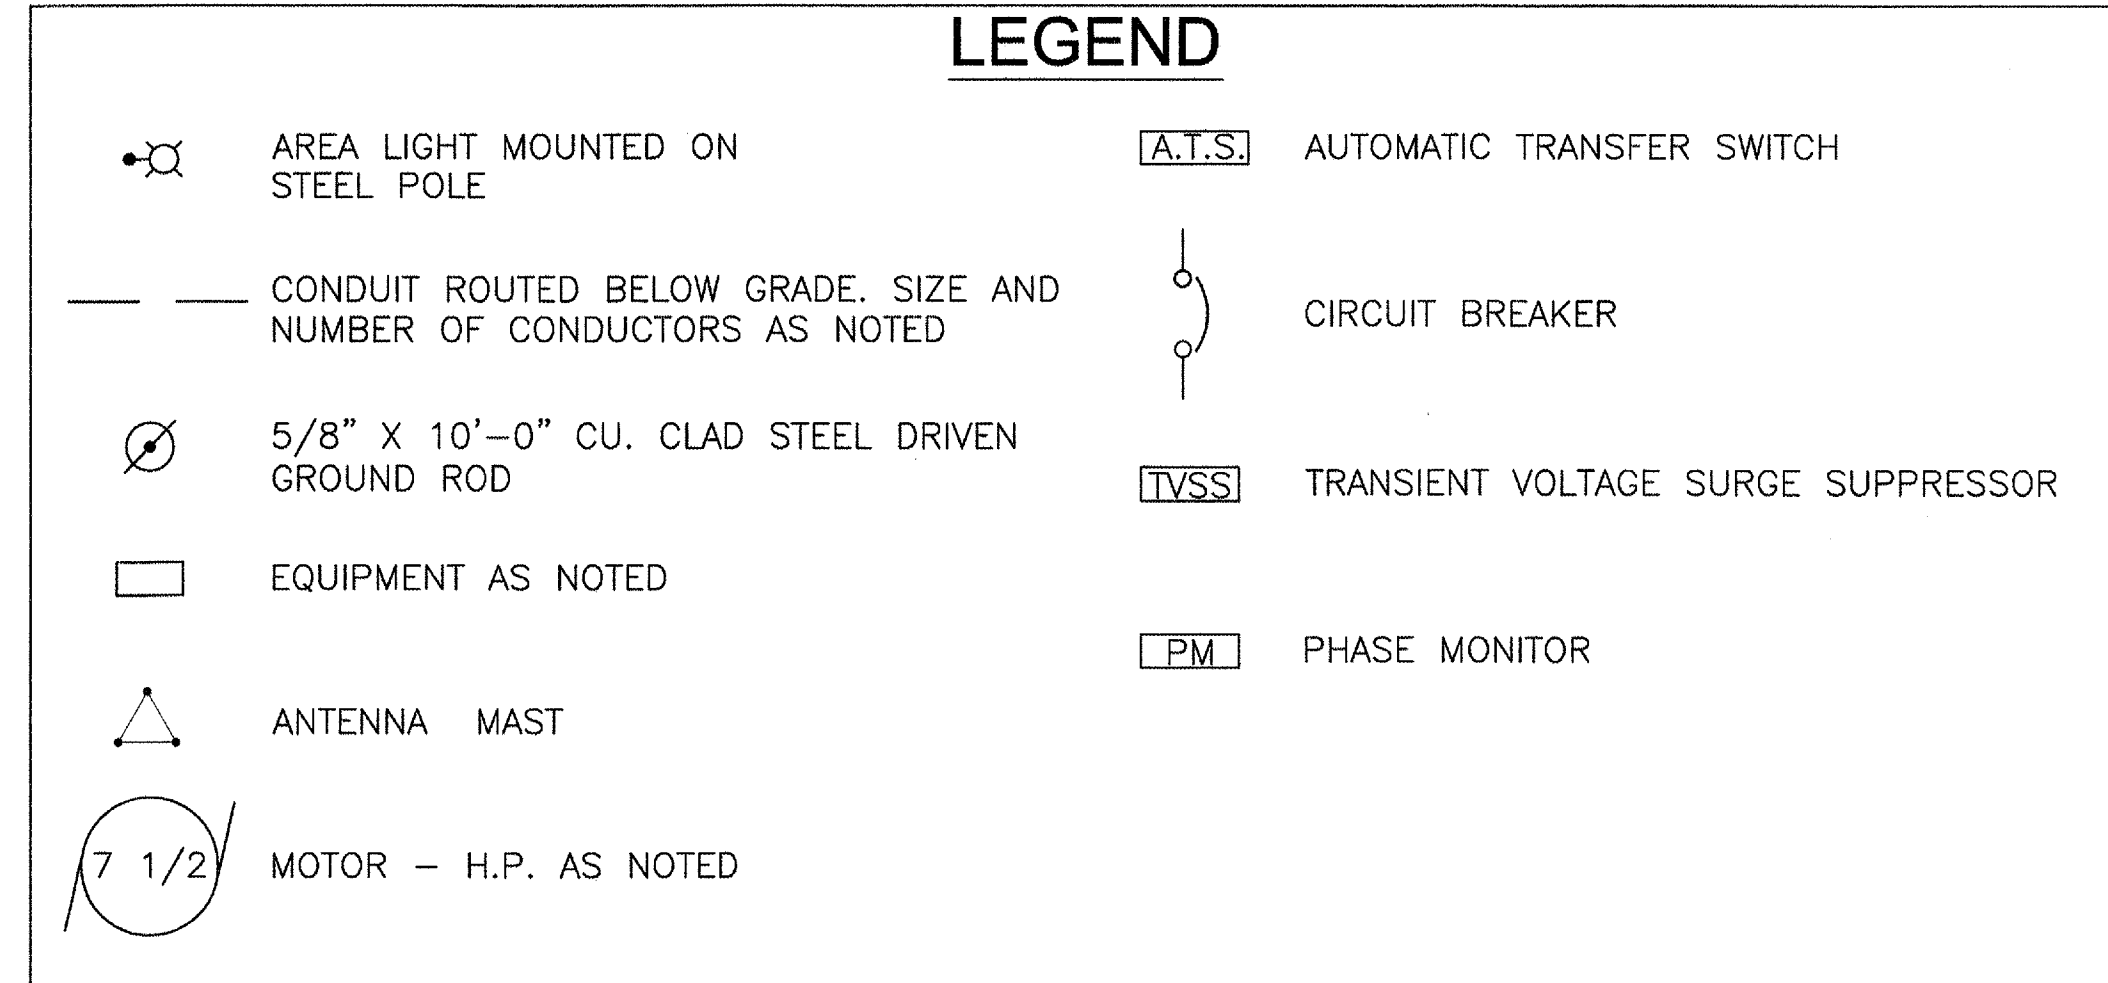 LEGEND
AREA LIGHT MOUNTED ON
STEEL POLE
CONDUIT ROUTED BELOW GRADE. SIZE AND
NUMBER OF CONDUCTORS AS NOTED
5/8" X 10'-0" CU. CLAD STEEL DRIVEN
GROUND ROD
EQUIPMENT AS NOTED
ANTENNA MAST
7 1/2 MOTOR - H.P. AS NOTED
A.T.S. AUTOMATIC TRANSFER SWITCH
CIRCUIT BREAKER
TVSS TRANSIENT VOLTAGE SURGE SUPPRESSOR
PM PHASE MONITOR